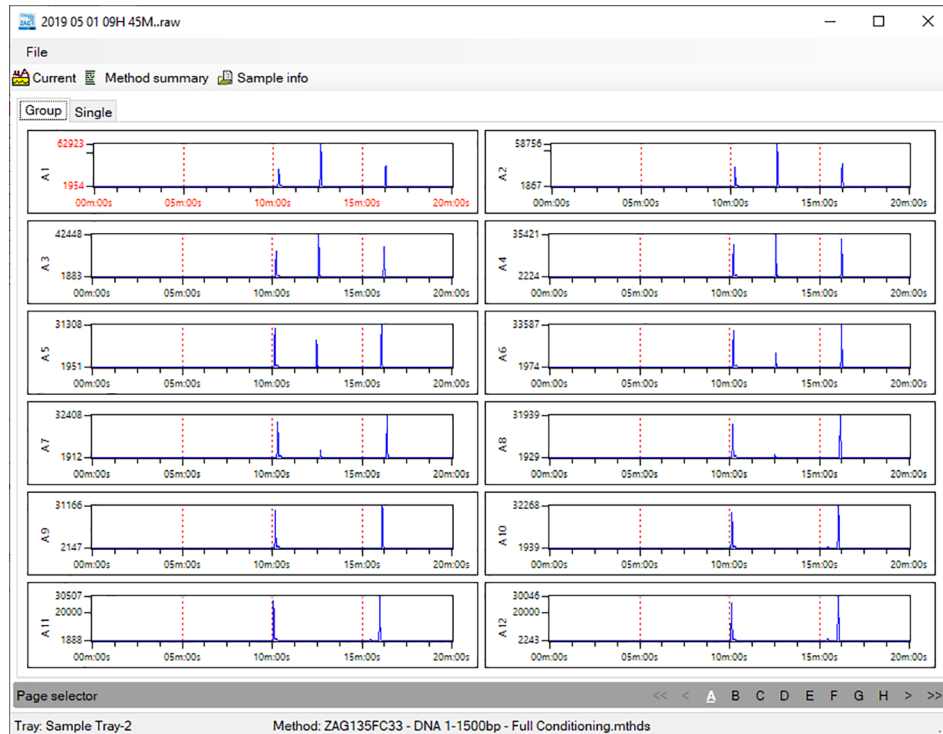 2019 05 01 09H 45M..raw
File
Current Method summary Sample info
Group Single
62923
1954
A1
00m:00s 05m:00s 10m:00s 15m:00s 20m:00s
58756
1867
A2
00m:00s 05m:00s 10m:00s 15m:00s 20m:00s
42448
1883
A3
00m:00s 05m:00s 10m:00s 15m:00s 20m:00s
35421
2224
A4
00m:00s 05m:00s 10m:00s 15m:00s 20m:00s
31308
1951
A5
00m:00s 05m:00s 10m:00s 15m:00s 20m:00s
33587
1974
A6
00m:00s 05m:00s 10m:00s 15m:00s 20m:00s
32408
1912
A7
00m:00s 05m:00s 10m:00s 15m:00s 20m:00s
31939
1929
A8
00m:00s 05m:00s 10m:00s 15m:00s 20m:00s
31166
2147
A9
00m:00s 05m:00s 10m:00s 15m:00s 20m:00s
32268
1939
A10
00m:00s 05m:00s 10m:00s 15m:00s 20m:00s
30507
20000
1888
A11
00m:00s 05m:00s 10m:00s 15m:00s 20m:00s
30046
20000
2243
A12
00m:00s 05m:00s 10m:00s 15m:00s 20m:00s
Page selector << < A B C D E F G H > >>
Tray: Sample Tray-2 Method: ZAG135FC33 - DNA 1-1500bp - Full Conditioning.mthds